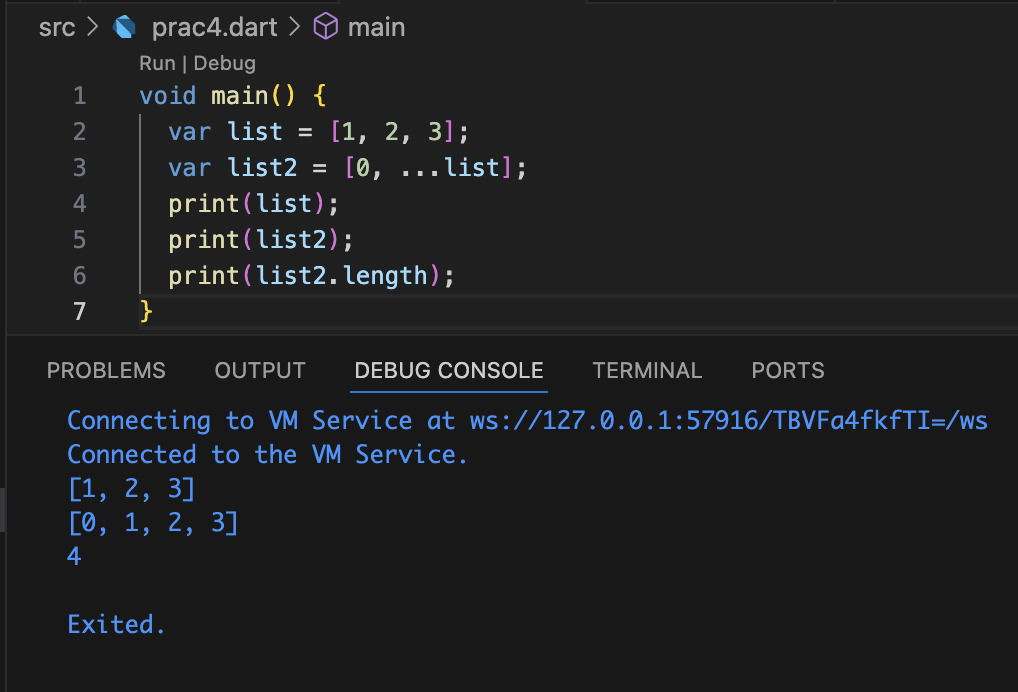 src > prac4.dart > main
Run | Debug
1 void main() {
2 var list = [1, 2, 3];
3 var list2 = [0, ...list];
4 print(list);
5 print(list2);
6 print(list2.length);
7 }
PROBLEMS OUTPUT DEBUG CONSOLE TERMINAL PORTS
Connecting to VM Service at ws://127.0.0.1:57916/TBVFa4fkfTI=/ws
Connected to the VM Service.
[1, 2, 3]
[0, 1, 2, 3]
4
Exited.